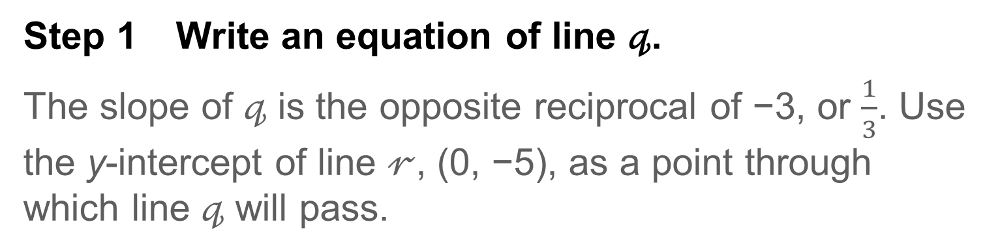 Step 1 Write an equation of line q.
The slope of q is the opposite reciprocal of −3, or 1/3. Use
the y-intercept of line r, (0, −5), as a point through
which line q will pass.